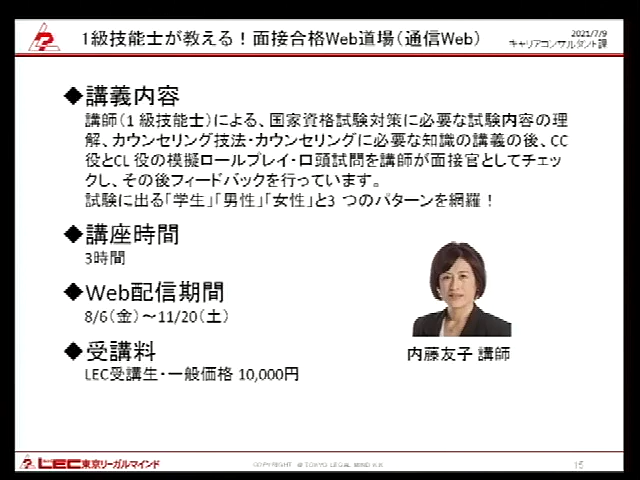 1級技能士が教える！面接合格Web道場（通信Web）
2021/7/9
キャリアコンサルタント課
◆講義内容
講師（1 級技能士）による、国家資格試験対策に必要な試験内容の理
解、カウンセリング技法・カウンセリングに必要な知識の講義の後、CC
役とCL 役の模擬ロールプレイ・口頭試問を講師が面接官としてチェッ
クし、その後フィードバックを行っています。
試験に出る「学生」「男性」「女性」と3 つのパターンを網羅！
◆講座時間
3時間
◆Web配信期間
8/6（金）～11/20（土）
◆受講料
LEC受講生・一般価格 10,000円
内藤友子 講師
LEC東京リーガルマインド
COPYRIGHT @ TOKYO LEGAL MIND K.K
15